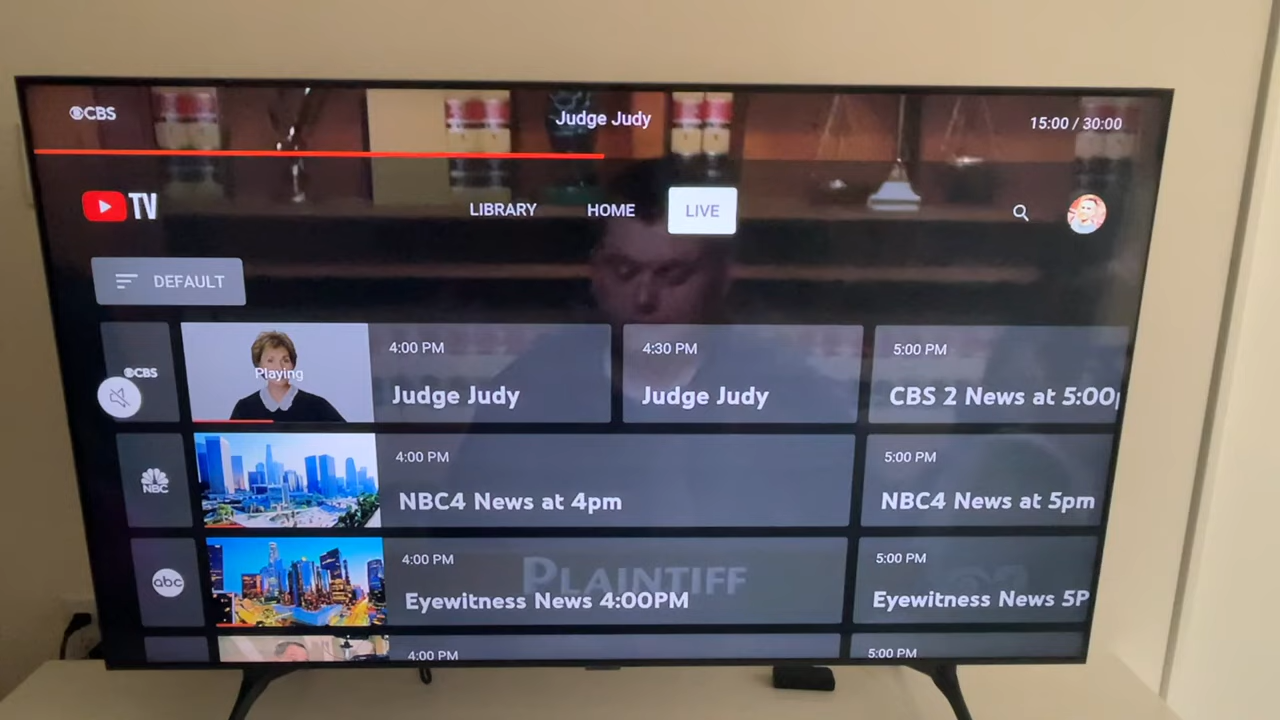 CBS
Judge Judy
15:00 / 30:00
TV
LIBRARY
HOME
LIVE
DEFAULT
CBS
Playing
4:00 PM
Judge Judy
4:30 PM
Judge Judy
5:00 PM
CBS 2 News at 5:00
NBC
4:00 PM
NBC4 News at 4pm
5:00 PM
NBC4 News at 5pm
abc
4:00 PM
Eyewitness News 4:00PM
5:00 PM
Eyewitness News 5P
PLAINTIFF
4:00 PM
5:00 PM